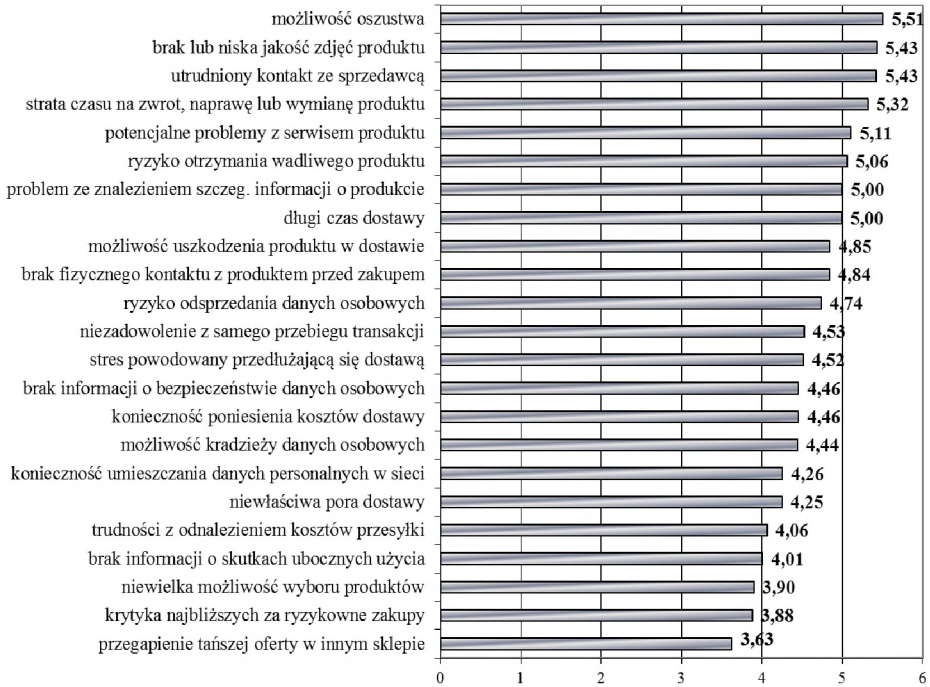 możliwość oszustwa 5,51
brak lub niska jakość zdjęć produktu 5,43
utrudniony kontakt ze sprzedawcą 5,43
strata czasu na zwrot, naprawę lub wymianę produktu 5,32
potencjalne problemy z serwisem produktu 5,11
ryzyko otrzymania wadliwego produktu 5,06
problem ze znalezieniem szczeg. informacji o produkcie 5,00
długi czas dostawy 5,00
możliwość uszkodzenia produktu w dostawie 4,85
brak fizycznego kontaktu z produktem przed zakupem 4,84
ryzyko odsprzedania danych osobowych 4,74
niezadowolenie z samego przebiegu transakcji 4,53
stres powodowany przedłużającą się dostawą 4,52
brak informacji o bezpieczeństwie danych osobowych 4,46
konieczność poniesienia kosztów dostawy 4,46
możliwość kradzieży danych osobowych 4,44
konieczność umieszczania danych personalnych w sieci 4,26
niewłaściwa pora dostawy 4,25
trudności z odnalezieniem kosztów przesyłki 4,06
brak informacji o skutkach ubocznych użycia 4,01
niewielka możliwość wyboru produktów 3,90
krytyka najbliższych za ryzykowne zakupy 3,88
przegapienie tańszej oferty w innym sklepie 3,63
0 1 2 3 4 5 6